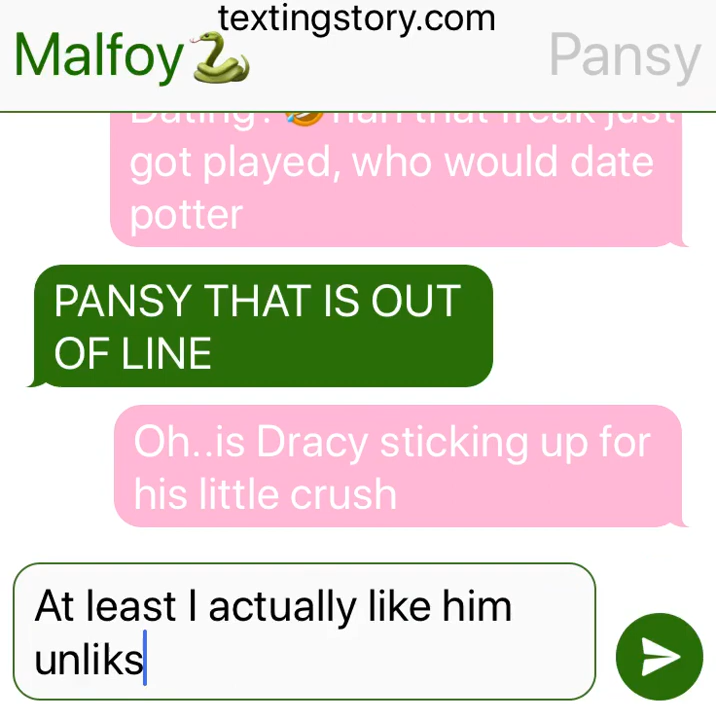 textingstory.com
Malfoy🐍 Pansy
got played, who would date
potter
PANSY THAT IS OUT
OF LINE
Oh..is Dracy sticking up for
his little crush
At least I actually like him
unliks